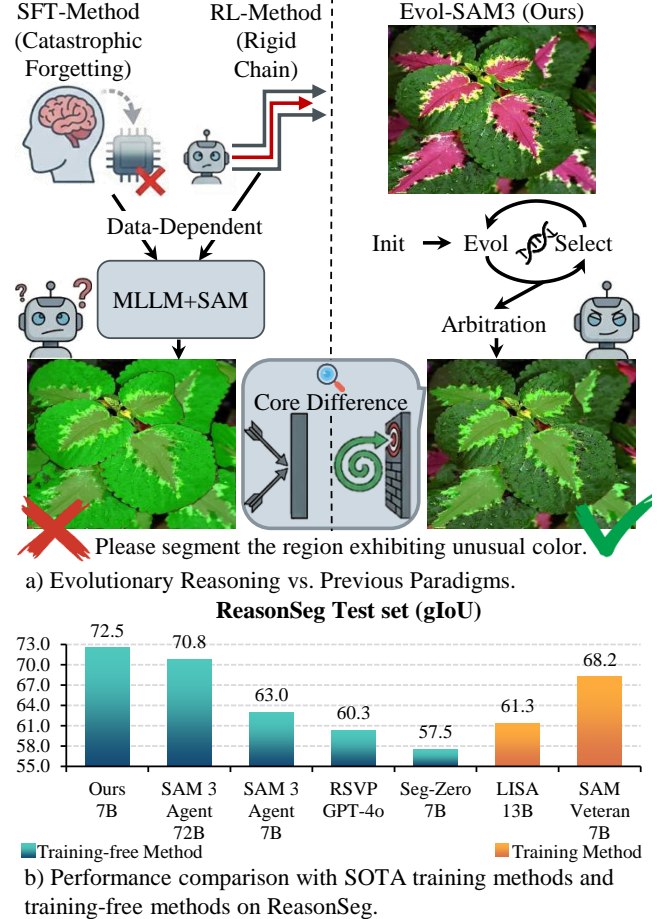 SFT-Method
(Catastrophic
Forgetting)
RL-Method
(Rigid
Chain)
Evol-SAM3 (Ours)
Data-Dependent
MLLM+SAM
Init
Evol
Select
Arbitration
? ?
Core Difference
Please segment the region exhibiting unusual color.
a) Evolutionary Reasoning vs. Previous Paradigms.
ReasonSeg Test set (gIoU)
73.0
70.0
67.0
64.0
61.0
58.0
55.0
72.5
70.8
63.0
60.3
57.5
61.3
68.2
Ours
7B
SAM 3
Agent
72B
SAM 3
Agent
7B
RSVP
GPT-4o
Seg-Zero
7B
LISA
13B
SAM
Veteran
7B
Training-free Method
Training Method
b) Performance comparison with SOTA training methods and
training-free methods on ReasonSeg.